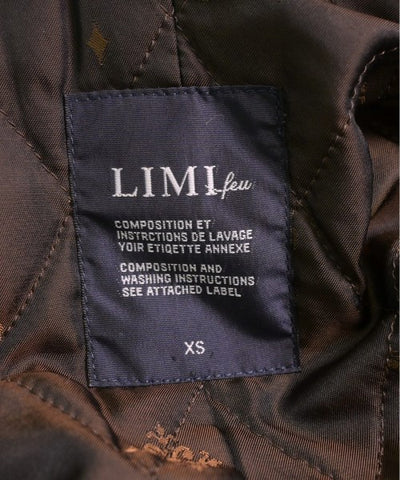 LIMI feu
COMPOSITION ET
INSTRCTIONS DE LAVAGE
VOIR ETIQETTE ANNEXE
COMPOSITION AND
WASHING INSTRUCTIONS
SEE ATTACHED LABEL
XS